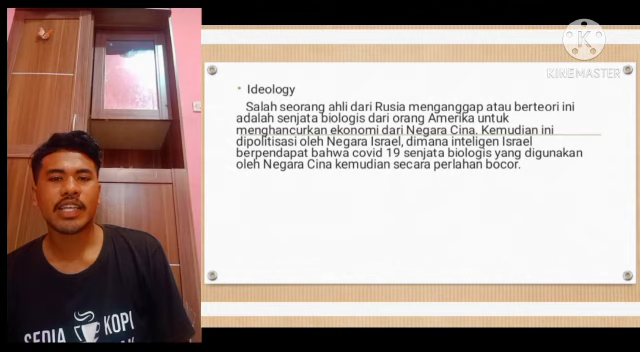 KINEMASTER
• Ideology
Salah seorang ahli dari Rusia menganggap atau berteori ini
adalah senjata biologis dari orang Amerika untuk
menghancurkan ekonomi dari Negara Cina. Kemudian ini
dipolitisasi oleh Negara Israel, dimana inteligen Israel
berpendapat bahwa covid 19 senjata biologis yang digunakan
oleh Negara Cina kemudian secara perlahan bocor.
SEDIA KOPI